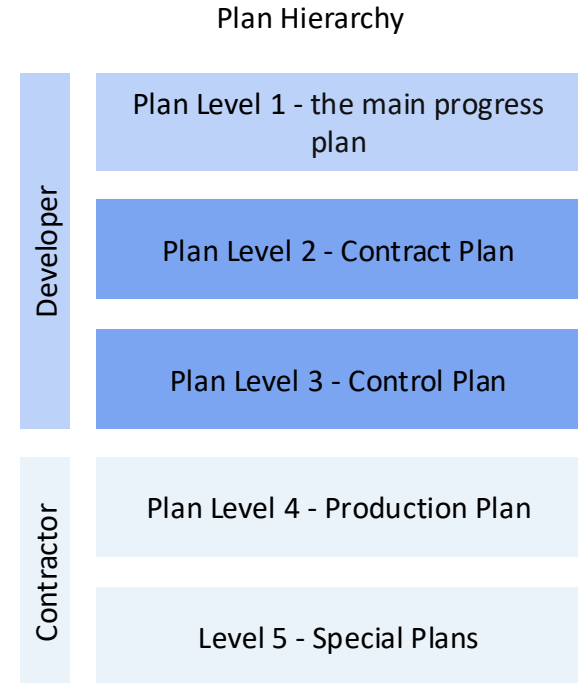 Plan Hierarchy
Developer
Plan Level 1 - the main progress
plan
Plan Level 2 - Contract Plan
Plan Level 3 - Control Plan
Contractor
Plan Level 4 - Production Plan
Level 5 - Special Plans